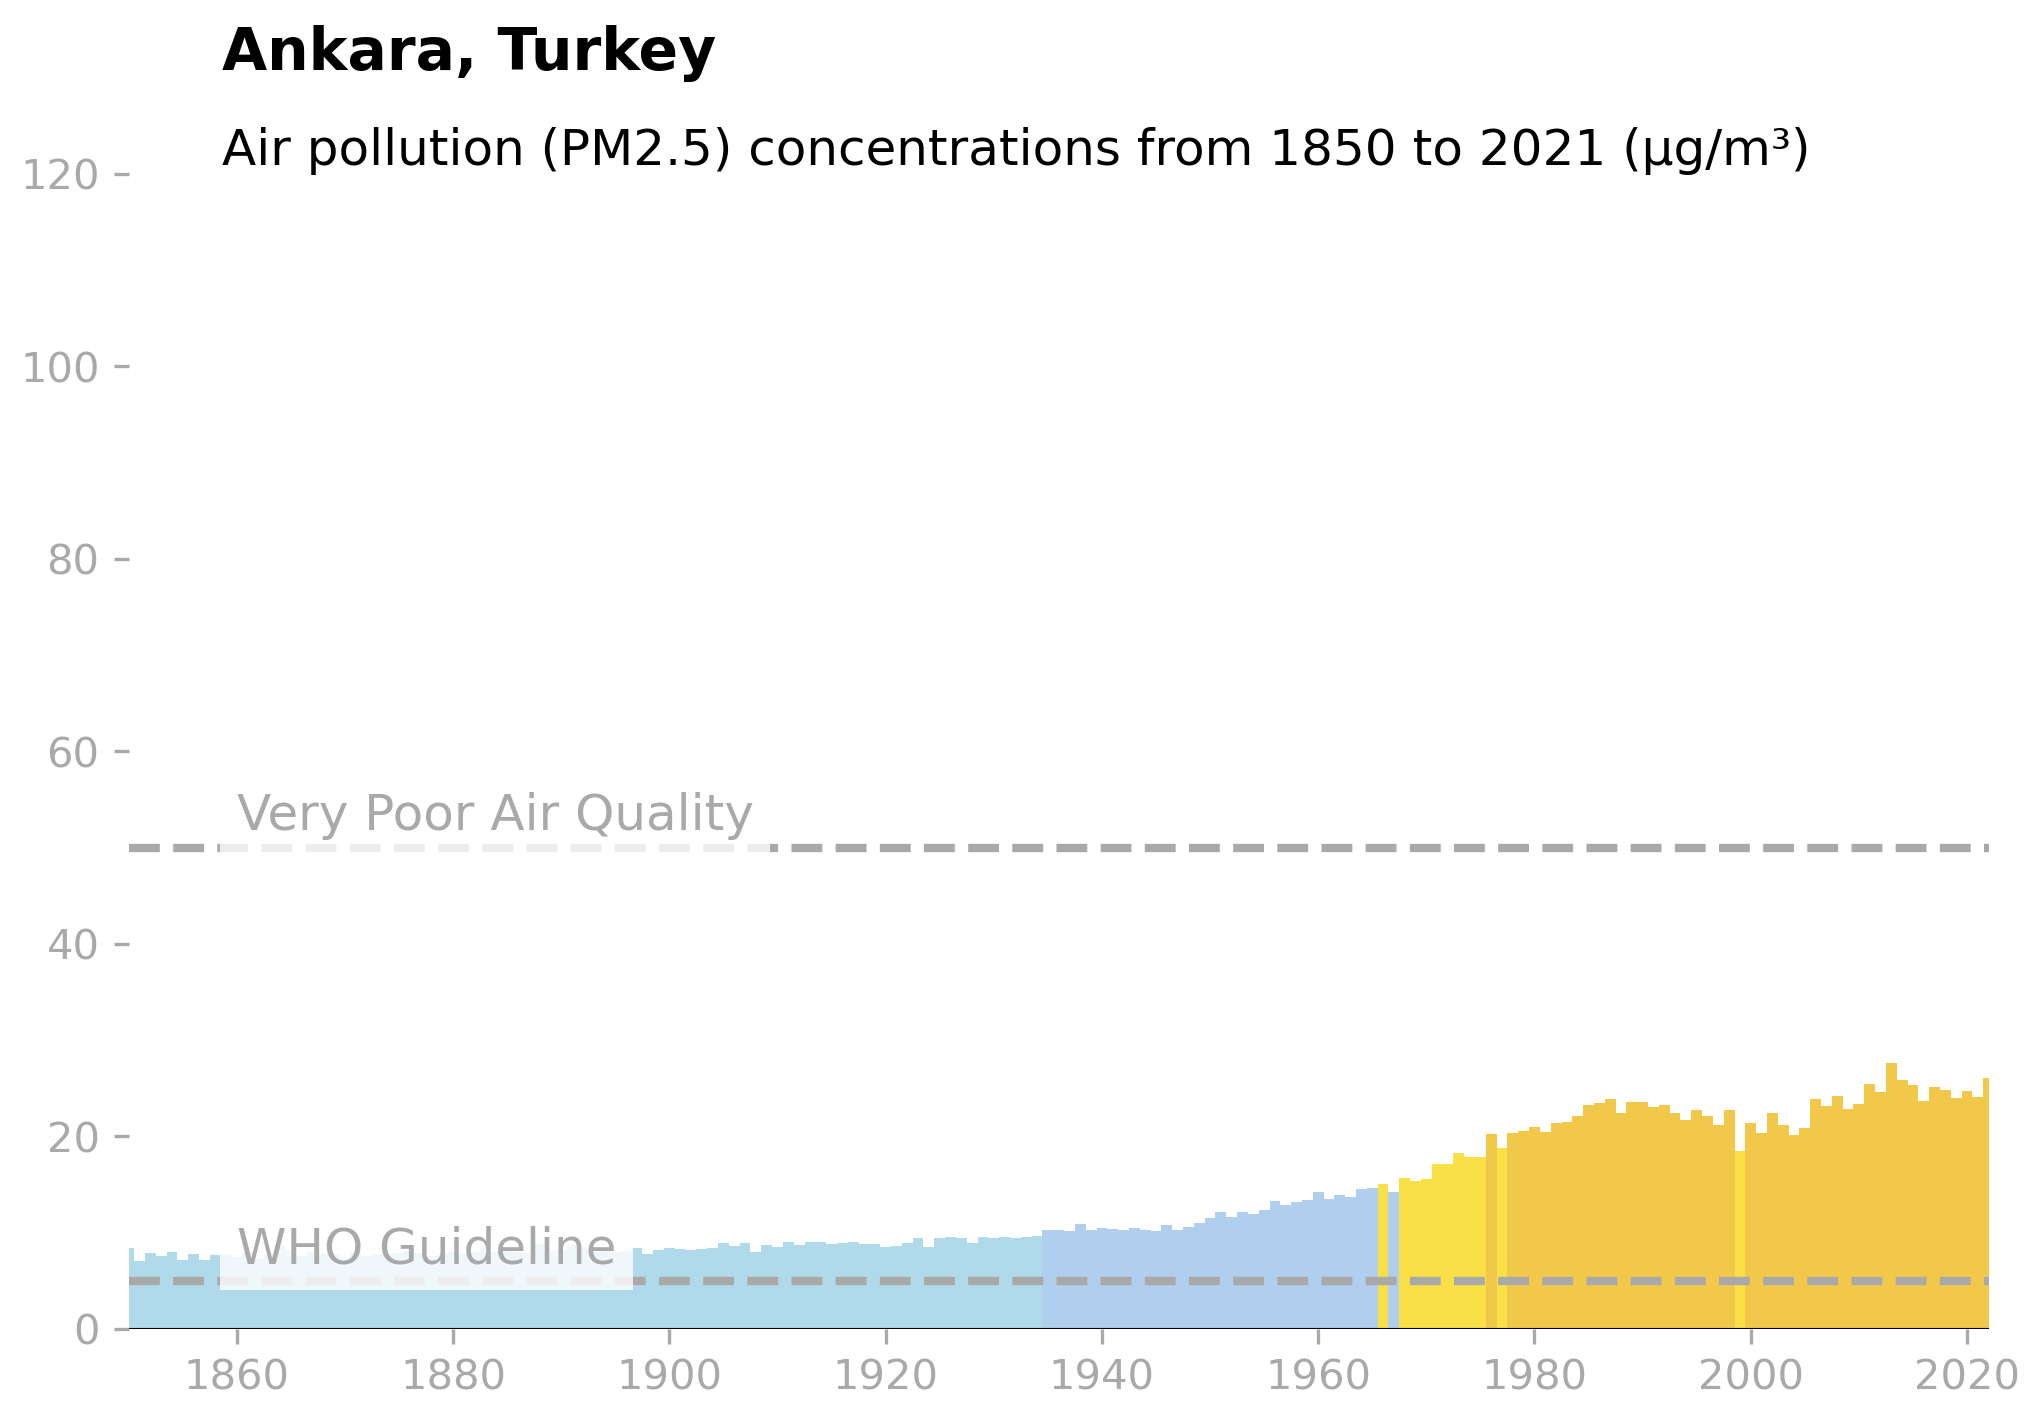 Ankara, Turkey
Air pollution (PM2.5) concentrations from 1850 to 2021 (μg/m³)
120
100
80
60
Very Poor Air Quality
40
20
WHO Guideline
0
1860 1880 1900 1920 1940 1960 1980 2000 2020